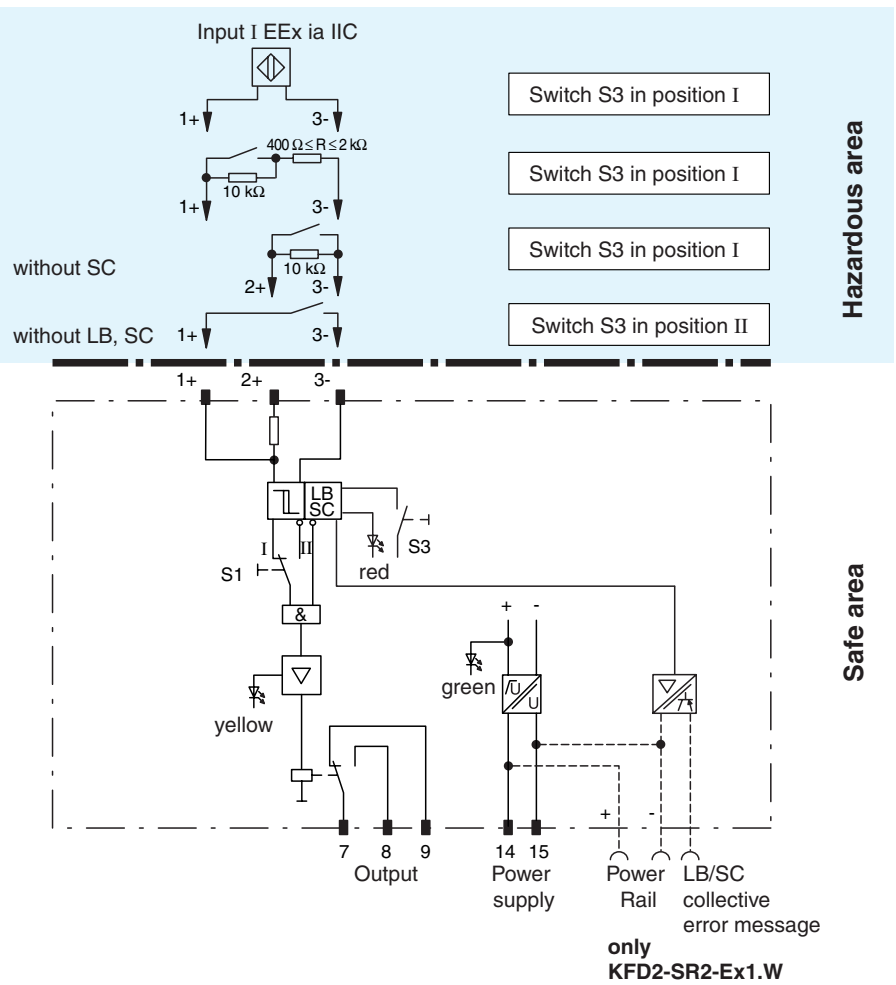 Input I EEx ia IIC
1+ 3-
Switch S3 in position I
400 Ω ≤ R ≤ 2 kΩ
10 kΩ
1+ 3-
Switch S3 in position I
without SC
10 kΩ
2+ 3-
Switch S3 in position I
without LB, SC
1+ 3-
Switch S3 in position II
Hazardous area
1+ 2+ 3-
LB
SC
I II
S1
S3
red
&
+ -
green
U
U
yellow
Safe area
+ -
7 8 9
Output
14 15
Power
supply
Power
Rail
LB/SC
collective
error message
only
KFD2-SR2-Ex1.W